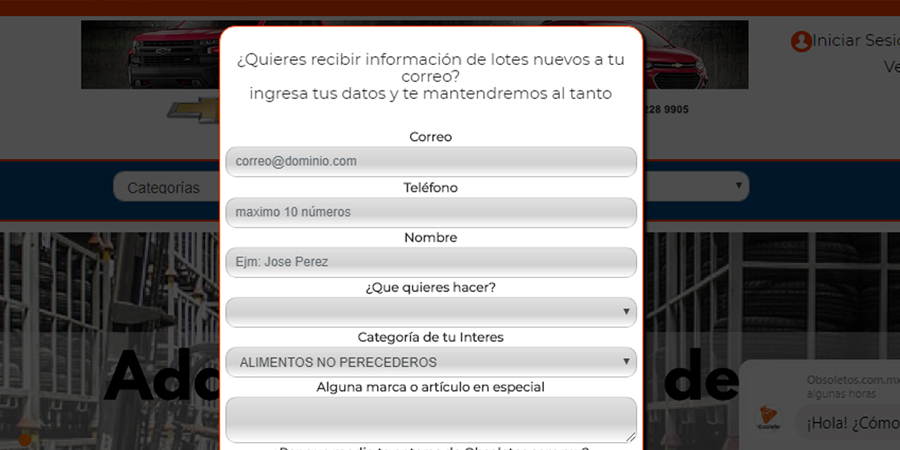 Iniciar Sesi
Ve
228 9905
¿Quieres recibir información de lotes nuevos a tu
correo?
ingresa tus datos y te mantendremos al tanto
Correo
correo@dominio.com
Teléfono
maximo 10 números
Nombre
Ejm: Jose Perez
¿Que quieres hacer?
Categoría de tu Interes
ALIMENTOS NO PERECEDEROS
Alguna marca o artículo en especial
Categorías
de
Obsoletos.com.mx
algunas horas
¡Hola! ¿Cómo